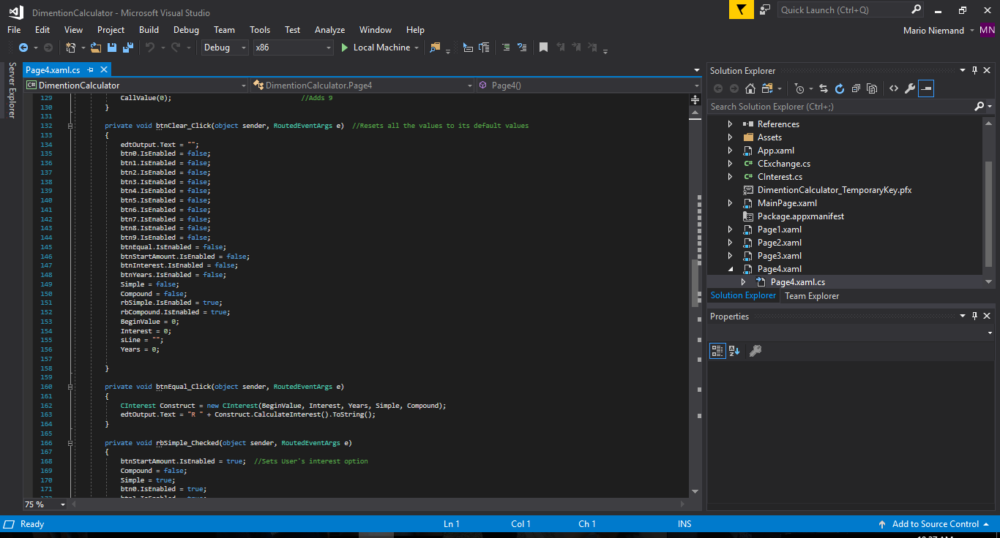 DimentionCalculator - Microsoft Visual Studio
Quick Launch (Ctrl+Q)
File Edit View Project Build Debug Team Tools Test Analyze Window Help
Mario Niemand MN
Debug x86 Local Machine
Server Explorer
Page4.xaml.cs
C# DimentionCalculator DimentionCalculator.Page4 Page4()
129 CallValue(0); //Adds 9
130 }
131
132 private void btnClear_Click(object sender, RoutedEventArgs e) //Resets all the values to its default values
133 {
134 edtOutput.Text = "";
135 btn0.IsEnabled = false;
136 btn1.IsEnabled = false;
137 btn2.IsEnabled = false;
138 btn3.IsEnabled = false;
139 btn4.IsEnabled = false;
140 btn5.IsEnabled = false;
141 btn6.IsEnabled = false;
142 btn7.IsEnabled = false;
143 btn8.IsEnabled = false;
144 btn9.IsEnabled = false;
145 btnEqual.IsEnabled = false;
146 btnStartAmount.IsEnabled = false;
147 btnInterest.IsEnabled = false;
148 btnYears.IsEnabled = false;
149 Simple = false;
150 Compound = false;
151 rbSimple.IsEnabled = true;
152 rbCompound.IsEnabled = true;
153 BeginValue = 0;
154 Interest = 0;
155 sLine = "";
156 Years = 0;
157
158 }
159
160 private void btnEqual_Click(object sender, RoutedEventArgs e)
161 {
162 CInterest Construct = new CInterest(BeginValue, Interest, Years, Simple, Compound);
163 edtOutput.Text = "R " + Construct.CalculateInterest().ToString();
164 }
165
166 private void rbSimple_Checked(object sender, RoutedEventArgs e)
167 {
168 btnStartAmount.IsEnabled = true; //Sets User's interest option
169 Compound = false;
170 Simple = true;
171 btn0.IsEnabled = true;
75 %
Solution Explorer
Search Solution Explorer (Ctrl+;)
References
Assets
App.xaml
C# CExchange.cs
C# CInterest.cs
DimentionCalculator_TemporaryKey.pfx
MainPage.xaml
Package.appxmanifest
Page1.xaml
Page2.xaml
Page3.xaml
Page4.xaml
Page4.xaml.cs
Solution Explorer Team Explorer
Properties
Ready Ln 1 Col 1 Ch 1 INS Add to Source Control